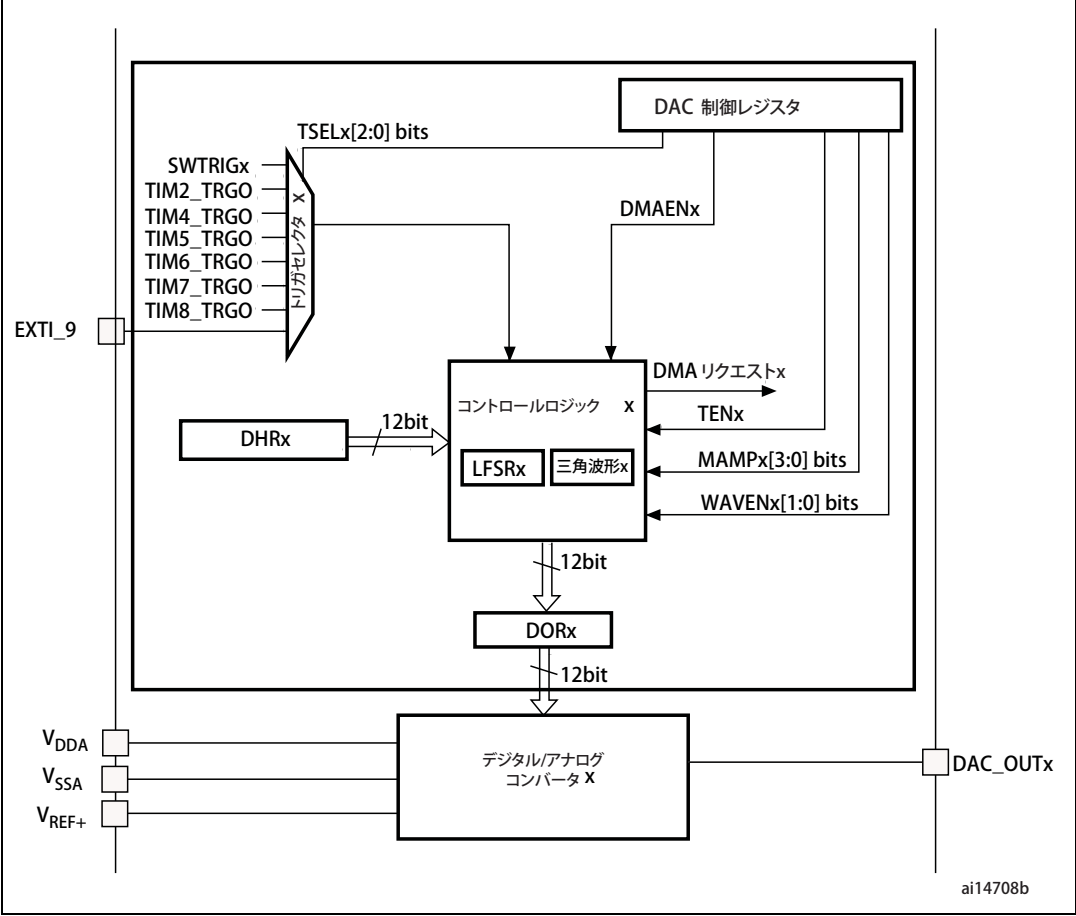 DAC 制御レジスタ
TSELx[2:0] bits
SWTRIGx
TIM2_TRGO
TIM4_TRGO
TIM5_TRGO
TIM6_TRGO
TIM7_TRGO
TIM8_TRGO
トリガセレクタ x
DMAENx
EXTI_9
DMA リクエストx
コントロールロジック x
TENx
12bit
DHRx
LFSRx
三角波形x
MAMPx[3:0] bits
WAVENx[1:0] bits
12bit
DORx
12bit
VDDA
VSSA
VREF+
デジタル/アナログ
コンバータ x
DAC_OUTx
ai14708b